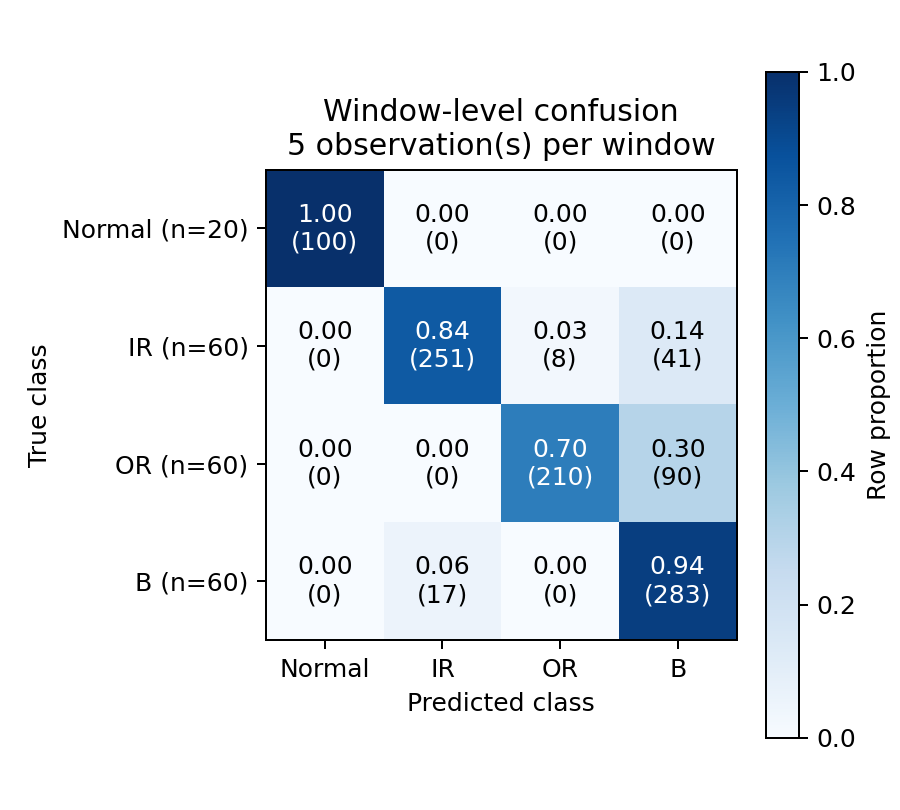 Window-level confusion
5 observation(s) per window
True class
Normal (n=20)
1.00
(100)
0.00
(0)
0.00
(0)
0.00
(0)
IR (n=60)
0.00
(0)
0.84
(251)
0.03
(8)
0.14
(41)
OR (n=60)
0.00
(0)
0.00
(0)
0.70
(210)
0.30
(90)
B (n=60)
0.00
(0)
0.06
(17)
0.00
(0)
0.94
(283)
Normal
IR
OR
B
Predicted class
1.0
0.8
0.6
0.4
0.2
0.0
Row proportion